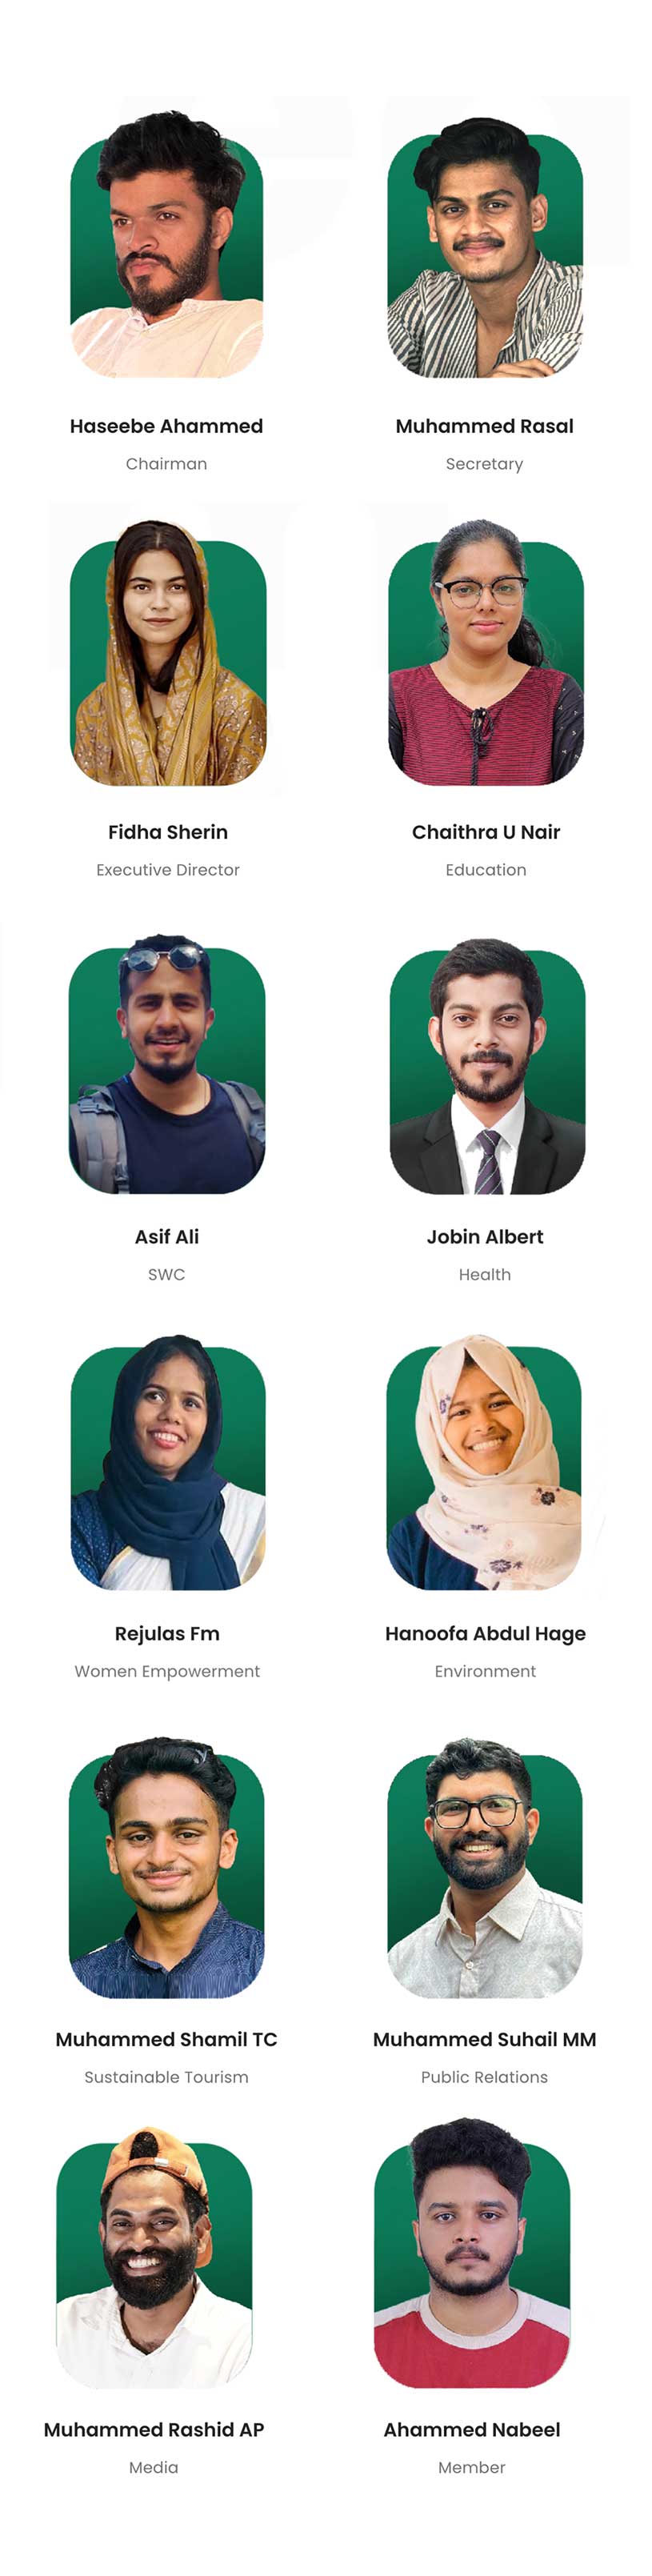 Haseebe Ahammed
Chairman
Muhammed Rasal
Secretary
Fidha Sherin
Executive Director
Chaithra U Nair
Education
Asif Ali
SWC
Jobin Albert
Health
Rejulas Fm
Women Empowerment
Hanoofa Abdul Hage
Environment
Muhammed Shamil TC
Sustainable Tourism
Muhammed Suhail MM
Public Relations
Muhammed Rashid AP
Media
Ahammed Nabeel
Member